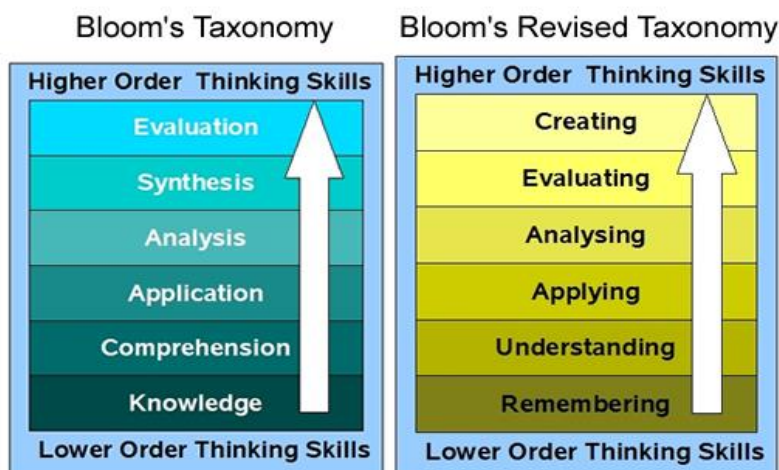 Bloom's Taxonomy
Higher Order Thinking Skills
Evaluation
Synthesis
Analysis
Application
Comprehension
Knowledge
Lower Order Thinking Skills
Bloom's Revised Taxonomy
Higher Order Thinking Skills
Creating
Evaluating
Analysing
Applying
Understanding
Remembering
Lower Order Thinking Skills